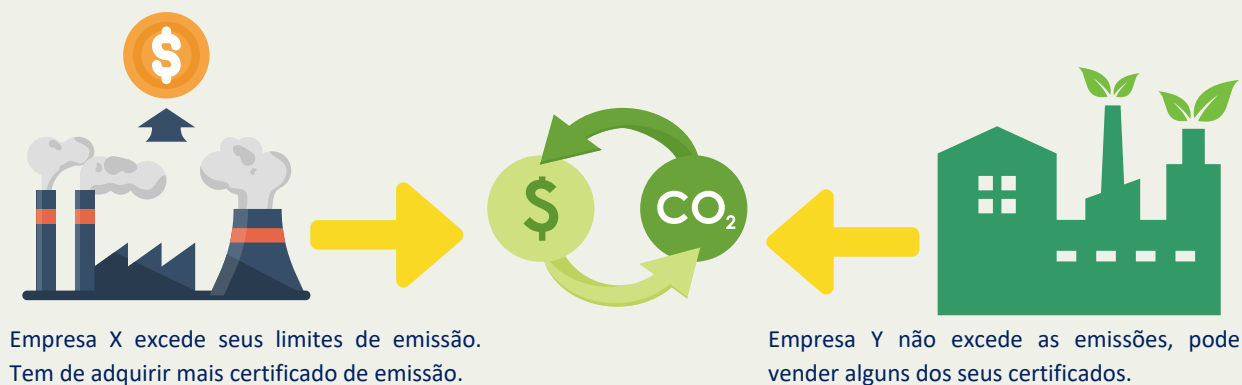 $
$
CO₂
Empresa X excede seus limites de emissão.
Tem de adquirir mais certificado de emissão.
Empresa Y não excede as emissões, pode
vender alguns dos seus certificados.